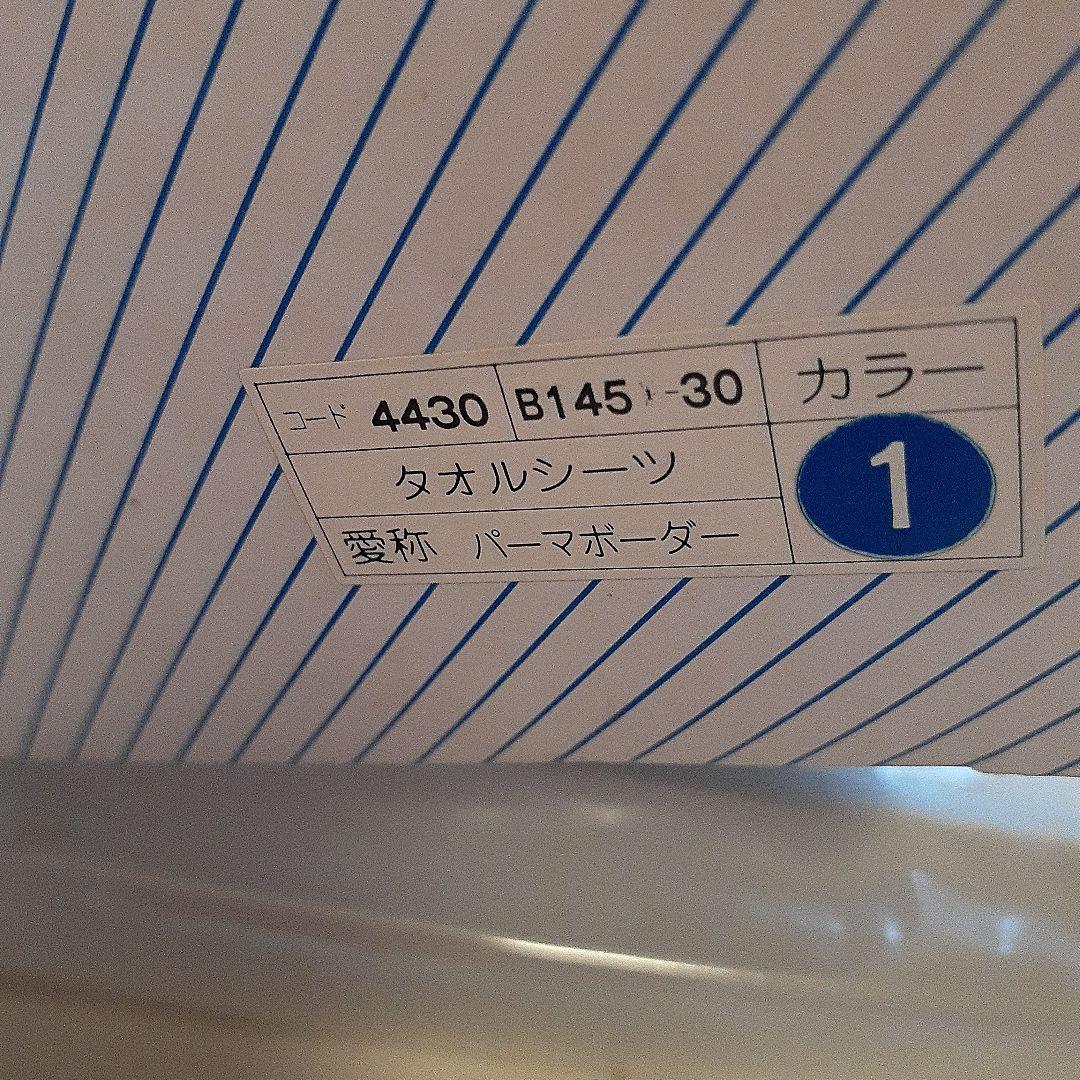 コード 4430 B145 -30 カラー
タオルシーツ 1
愛称 パーマボーダー